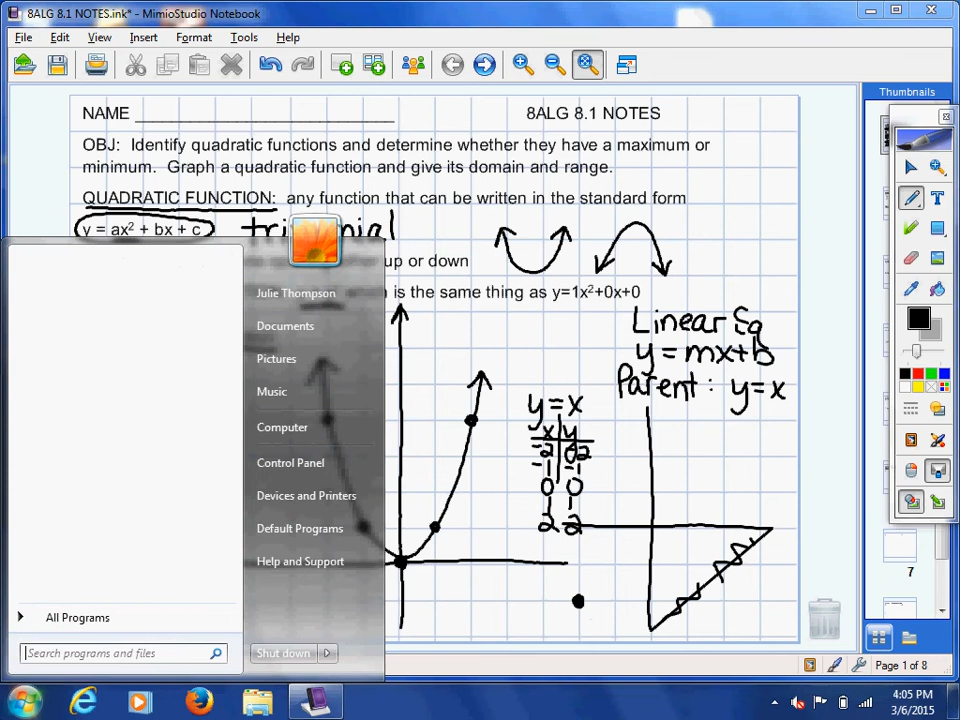 8ALG 8.1 NOTES.ink* - MimioStudio Notebook
File Edit View Insert Format Tools Help
Thumbnails
NAME ___________________________ 8ALG 8.1 NOTES
OBJ: Identify quadratic functions and determine whether they have a maximum or
minimum. Graph a quadratic function and give its domain and range.
QUADRATIC FUNCTION: any function that can be written in the standard form
y = ax² + bx + c
up or down
is the same thing as y=1x²+0x+0
Linear Eq
y = mx+b
Parent: y=x
y=x
x y
-2
-1 -1
0 0
2 2
Julie Thompson
Documents
Pictures
Music
Computer
Control Panel
Devices and Printers
Default Programs
Help and Support
All Programs
Search programs and files
Shut down
7
Page 1 of 8
4:05 PM
3/6/2015